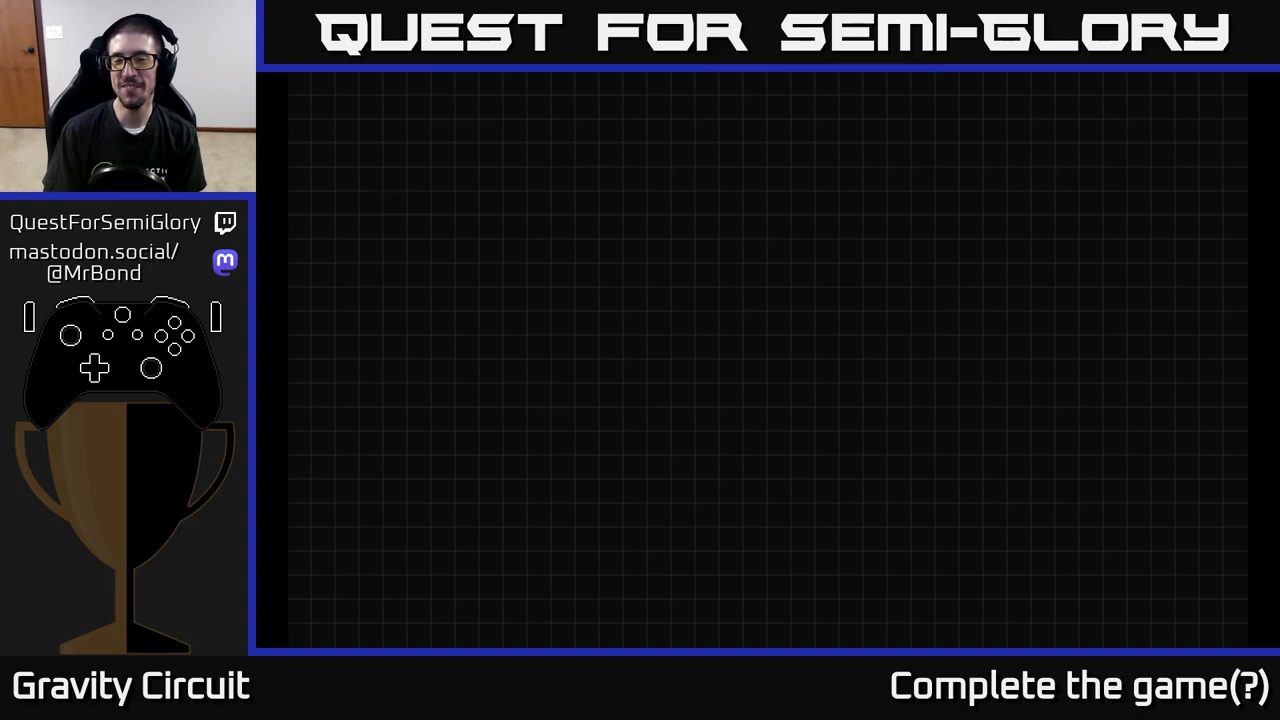 QUEST FOR SEMI-GLORY
QuestForSemiGlory
mastodon.social/
@MrBond
Gravity Circuit
Complete the game(?)